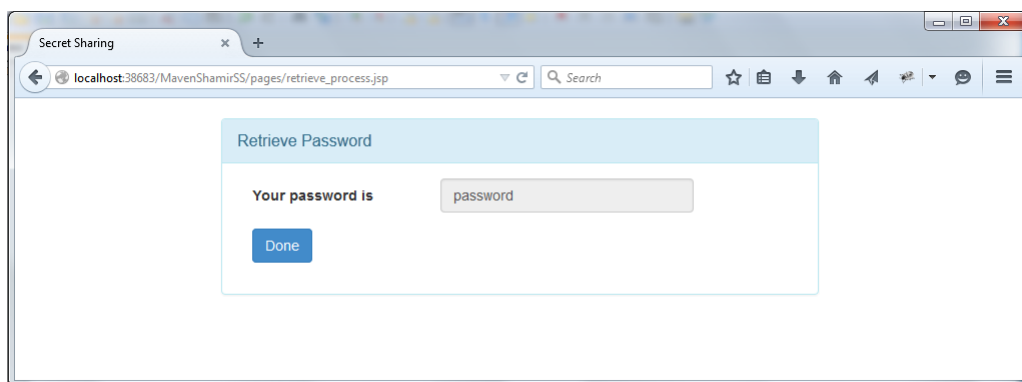 Secret Sharing
localhost:38683/MavenShamirSS/pages/retrieve_process.jsp Search
Retrieve Password
Your password is password
Done